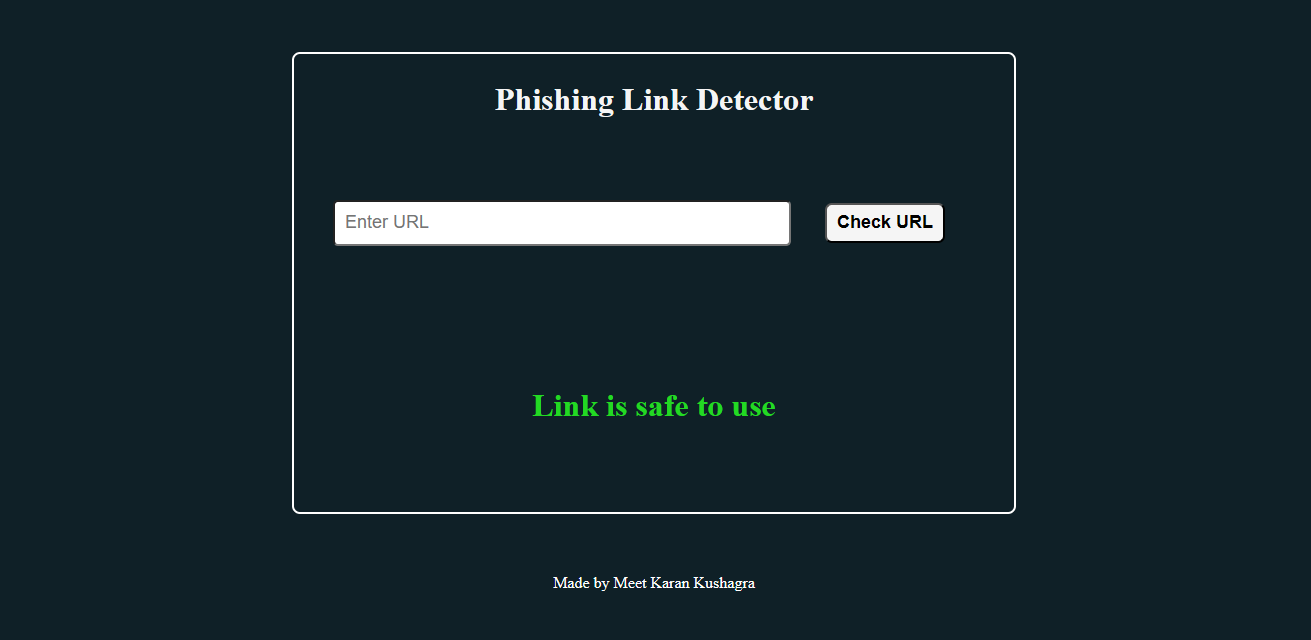 Phishing Link Detector
Enter URL
Check URL
Link is safe to use
Made by Meet Karan Kushagra